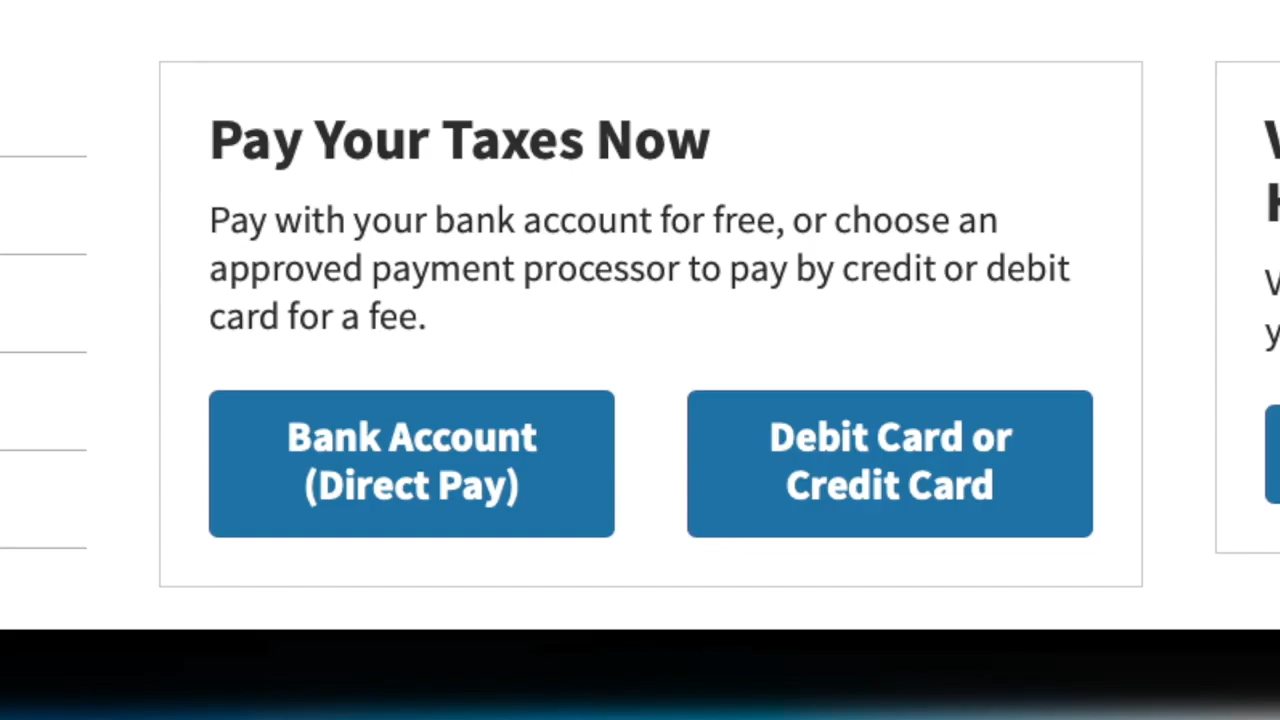 Pay Your Taxes Now
Pay with your bank account for free, or choose an
approved payment processor to pay by credit or debit
card for a fee.
Bank Account
(Direct Pay)
Debit Card or
Credit Card